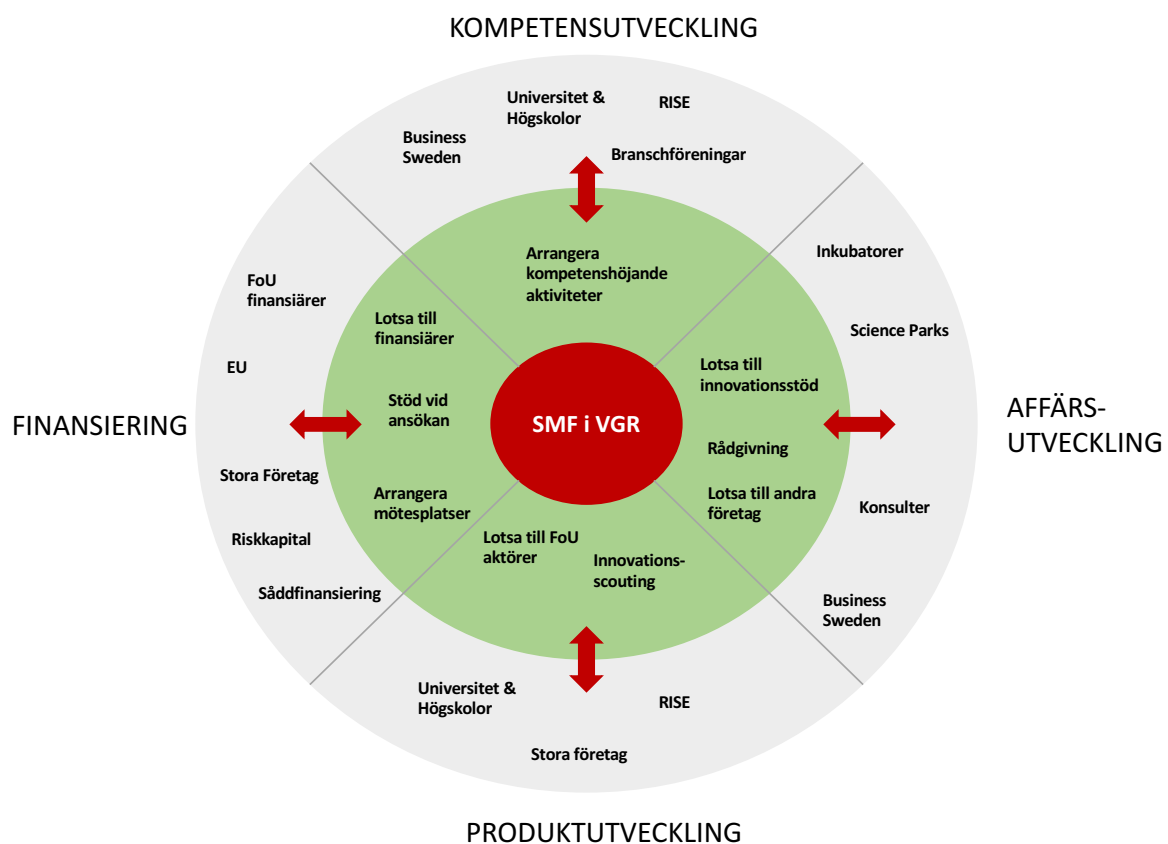 KOMPETENSUTVECKLING
Universitet &
Högskolor
RISE
Business
Sweden
Branschföreningar
Arrangera
kompetenshöjande
aktiviteter
Inkubatorer
FoU
finansiärer
Lotsa till
finansiärer
Science Parks
EU
Lotsa till
innovationsstöd
Stöd vid
ansökan
FINANSIERING
SMF i VGR
AFFÄRS-
UTVECKLING
Rådgivning
Stora Företag
Arrangera
mötesplatser
Lotsa till andra
företag
Konsulter
Riskkapital
Lotsa till FoU
aktörer
Innovations-
scouting
Såddfinansiering
Business
Sweden
Universitet &
Högskolor
RISE
Stora företag
PRODUKTUTVECKLING